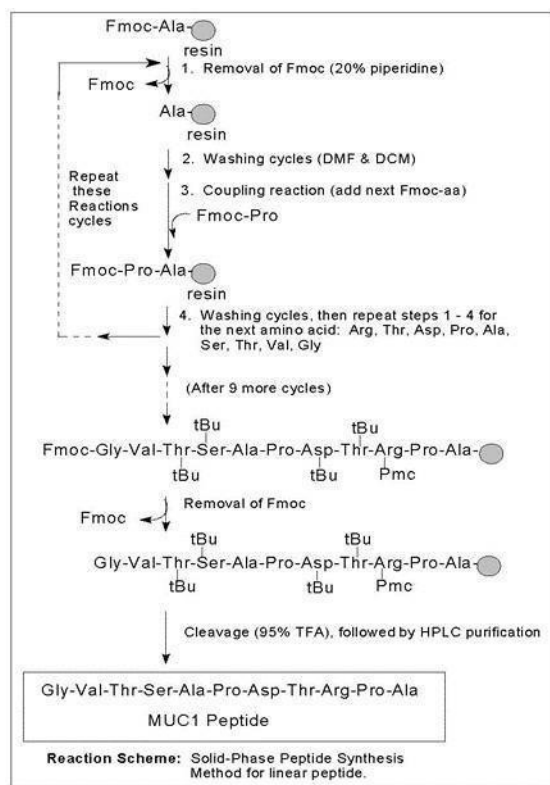 Fmoc-Ala-
resin
1. Removal of Fmoc (20% piperidine)
Fmoc
Ala-
resin
2. Washing cycles (DMF & DCM)
Repeat
these
Reactions
cycles
3. Coupling reaction (add next Fmoc-aa)
Fmoc-Pro
Fmoc-Pro-Ala-
resin
4. Washing cycles, then repeat steps 1 - 4 for
the next amino acid: Arg, Thr, Asp, Pro, Ala,
Ser, Thr, Val, Gly
(After 9 more cycles)
tBu tBu
Fmoc-Gly-Val-Thr-Ser-Ala-Pro-Asp-Thr-Arg-Pro-Ala-
tBu tBu Pmc
Removal of Fmoc
Fmoc
tBu tBu
Gly-Val-Thr-Ser-Ala-Pro-Asp-Thr-Arg-Pro-Ala-
tBu tBu Pmc
Cleavage (95% TFA), followed by HPLC purification
Gly-Val-Thr-Ser-Ala-Pro-Asp-Thr-Arg-Pro-Ala
MUC1 Peptide
Reaction Scheme: Solid-Phase Peptide Synthesis
Method for linear peptide.